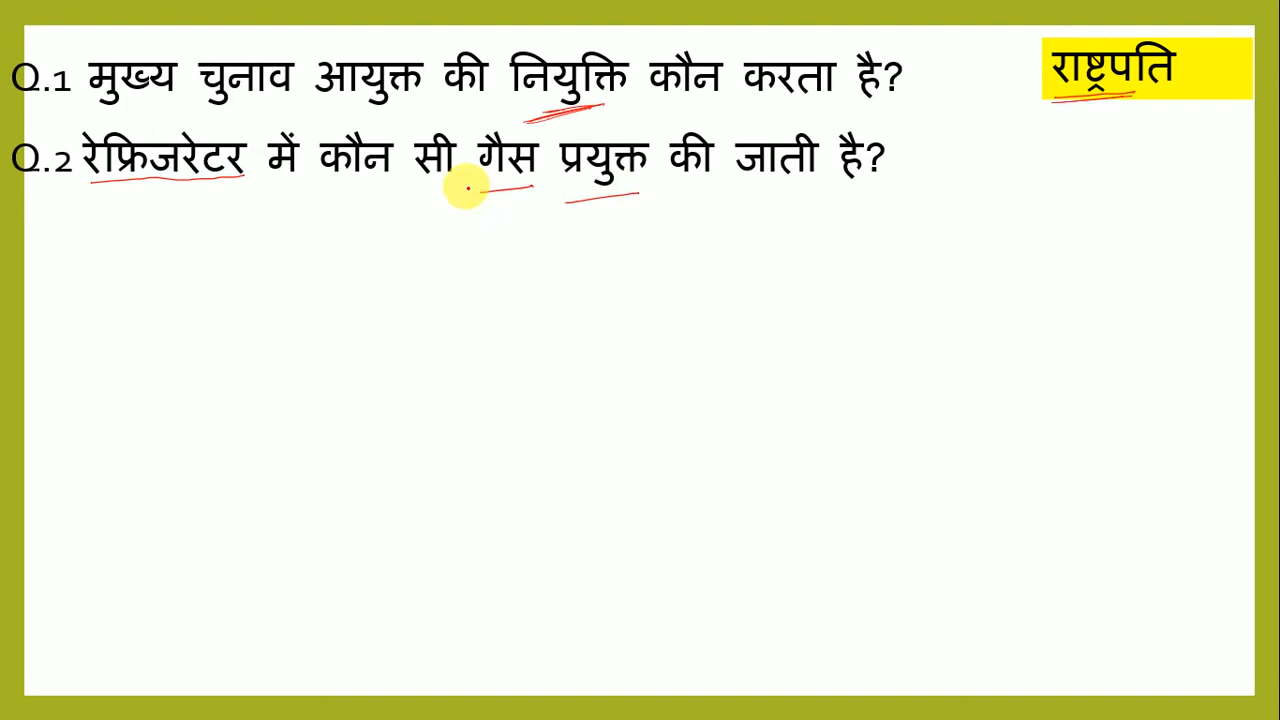 Q.1 मुख्य चुनाव आयुक्त की नियुक्ति कौन करता है?
राष्ट्रपति
Q.2 रेफ्रिजरेटर में कौन सी गैस प्रयुक्त की जाती है?